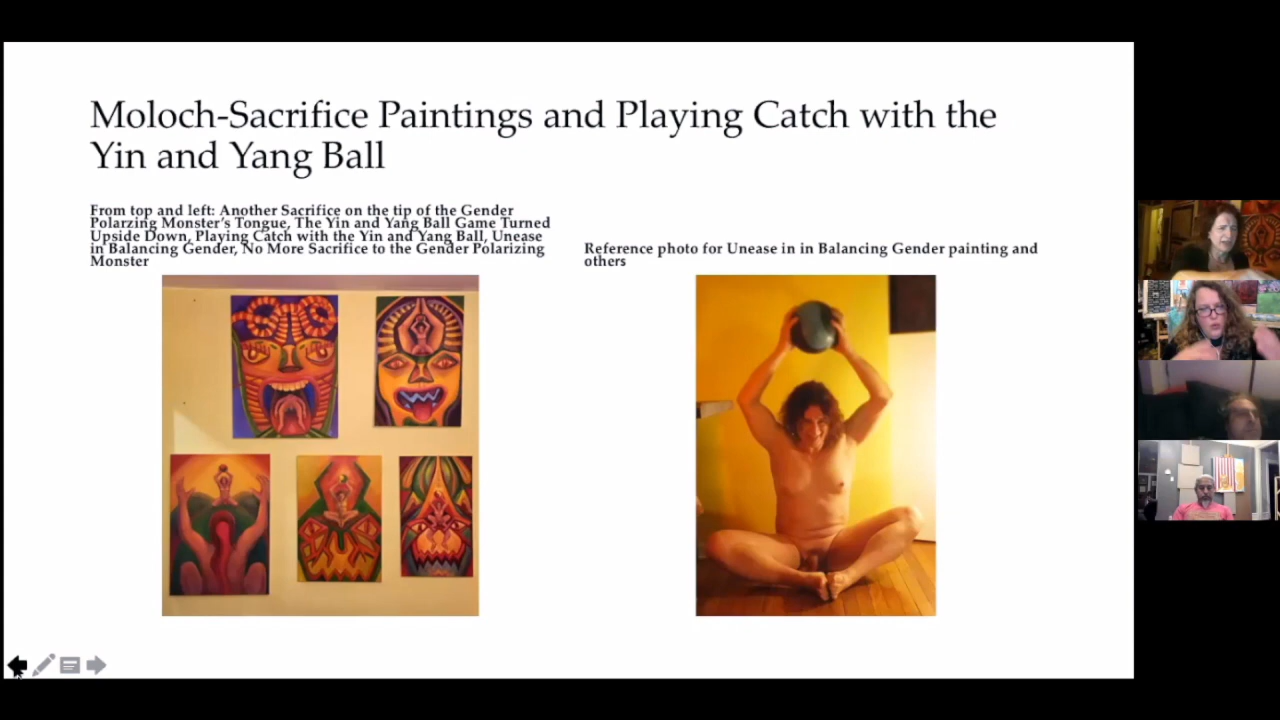 Moloch-Sacrifice Paintings and Playing Catch with the
Yin and Yang Ball
From top and left: Another Sacrifice on the tip of the Gender
Polarzing Monster's Tongue, The Yin and Yang Ball Game Turned
Upside Down, Playing Catch with the Yin and Yang Ball, Unease
in Balancing Gender, No More Sacrifice to the Gender Polarizing
Monster
Reference photo for Unease in in Balancing Gender painting and
others